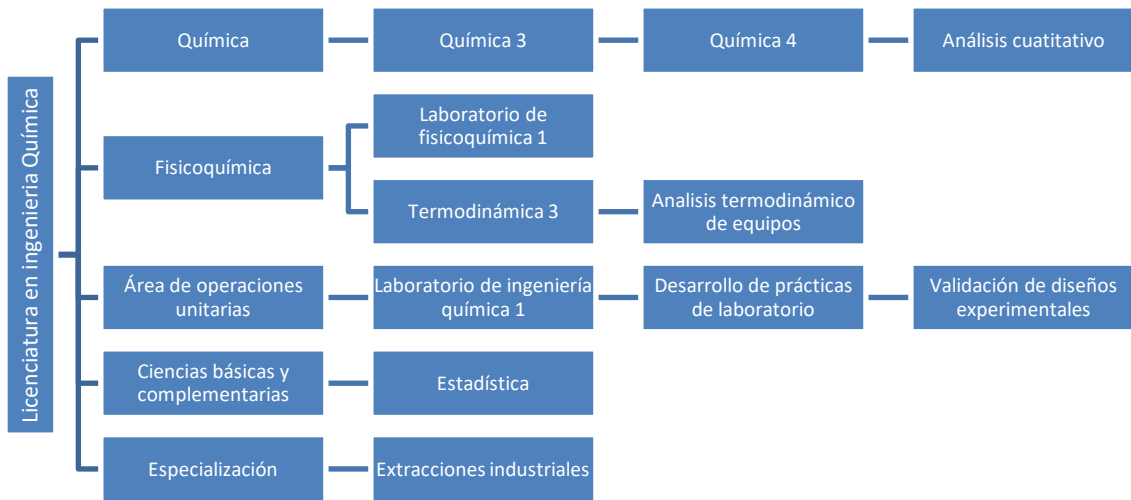 Licenciatura en ingenieria Química
Química
Química 3
Química 4
Análisis cuatitativo
Fisicoquímica
Laboratorio de
fisicoquímica 1
Termodinámica 3
Analisis termodinámico
de equipos
Área de operaciones
unitarias
Laboratorio de ingeniería
química 1
Desarrollo de prácticas
de laboratorio
Validación de diseños
experimentales
Ciencias básicas y
complementarias
Estadística
Especialización
Extracciones industriales